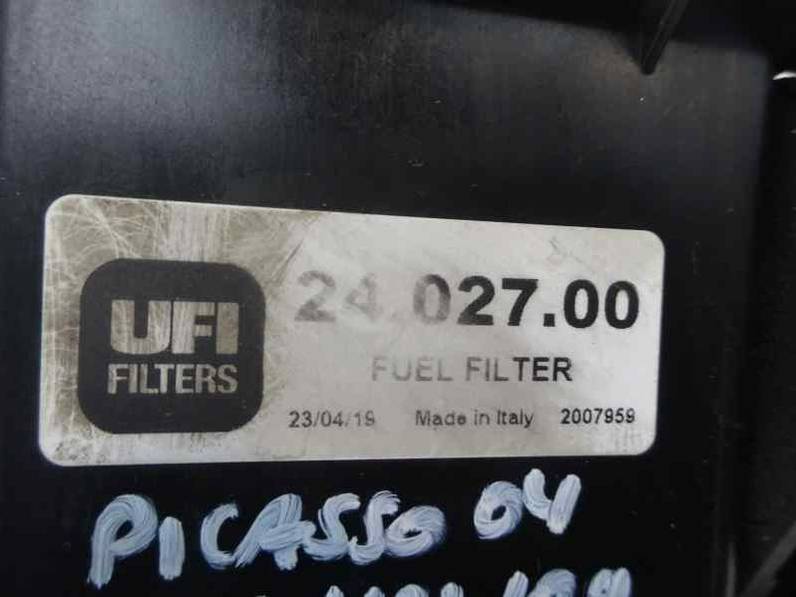 UFI
FILTERS
24.027.00
FUEL FILTER
23/04/19 Made in Italy 2007959
PICASSO 04